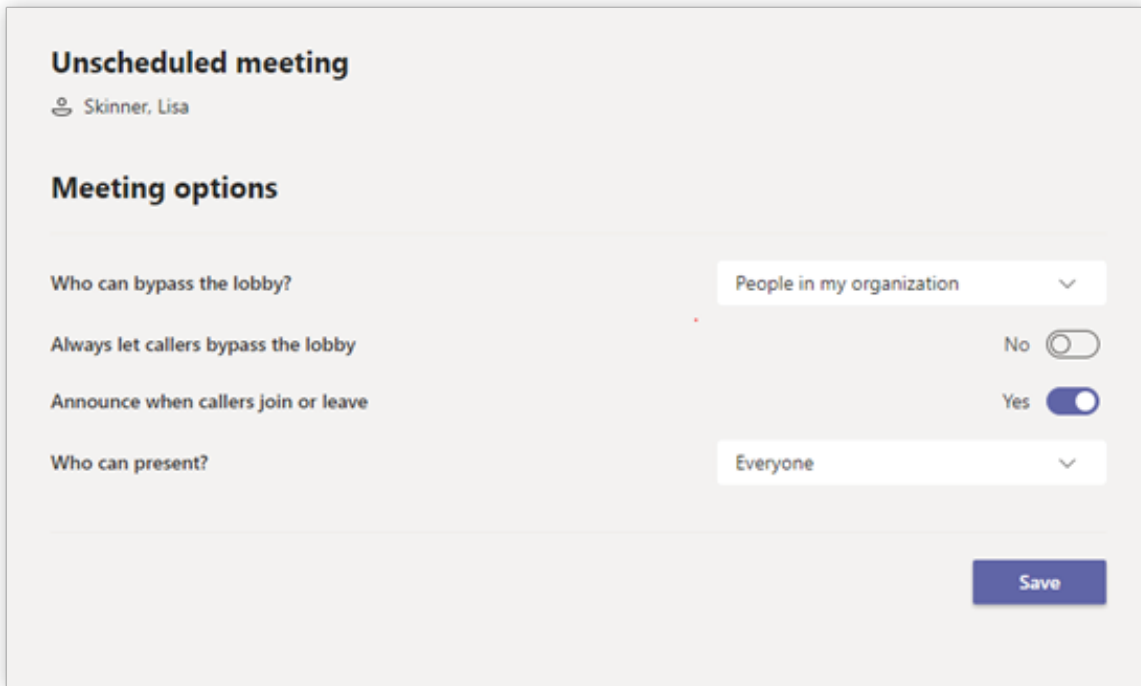 Unscheduled meeting
Skinner, Lisa
Meeting options
Who can bypass the lobby? People in my organization
Always let callers bypass the lobby No
Announce when callers join or leave Yes
Who can present? Everyone
Save